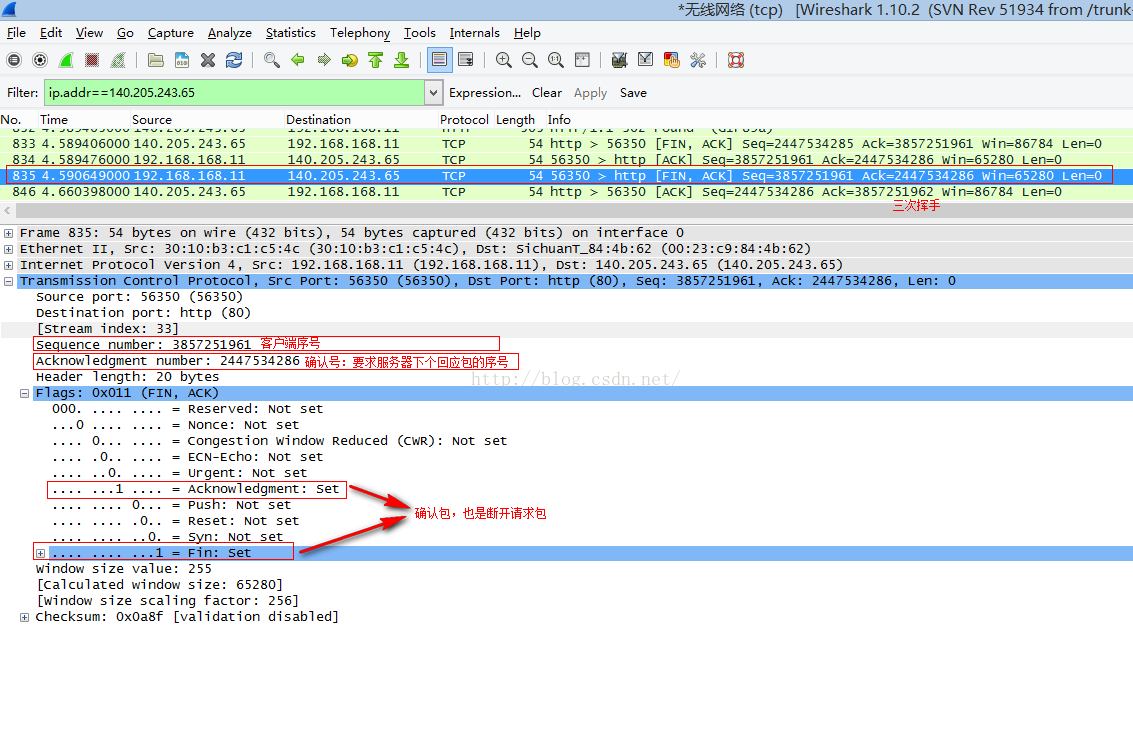 *无线网络 (tcp) [Wireshark 1.10.2 (SVN Rev 51934 from /trunk-
File Edit View Go Capture Analyze Statistics Telephony Tools Internals Help
Filter: ip.addr==140.205.243.65 Expression... Clear Apply Save
No. Time Source Destination Protocol Length Info
833 4.589465000 140.205.243.65 192.168.168.11 TCP 54 http > 56350 [FIN, ACK] Seq=2447534285 Ack=3857251961 Win=86784 Len=0
834 4.589476000 192.168.168.11 140.205.243.65 TCP 54 56350 > http [ACK] Seq=3857251961 Ack=2447534286 Win=65280 Len=0
835 4.590649000 192.168.168.11 140.205.243.65 TCP 54 56350 > http [FIN, ACK] Seq=3857251961 Ack=2447534286 Win=65280 Len=0
846 4.660398000 140.205.243.65 192.168.168.11 TCP 54 http > 56350 [ACK] Seq=2447534286 Ack=3857251962 Win=86784 Len=0
三次挥手
Frame 835: 54 bytes on wire (432 bits), 54 bytes captured (432 bits) on interface 0
Ethernet II, Src: 30:10:b3:c1:c5:4c (30:10:b3:c1:c5:4c), Dst: SichuanT_84:4b:62 (00:23:c9:84:4b:62)
Internet Protocol Version 4, Src: 192.168.168.11 (192.168.168.11), Dst: 140.205.243.65 (140.205.243.65)
Transmission Control Protocol, Src Port: 56350 (56350), Dst Port: http (80), Seq: 3857251961, Ack: 2447534286, Len: 0
Source port: 56350 (56350)
Destination port: http (80)
[Stream index: 33]
Sequence number: 3857251961 客户端序号
Acknowledgment number: 2447534286 确认号：要求服务器下个回应包的序号
Header length: 20 bytes
http://blog.csdn.net/
Flags: 0x011 (FIN, ACK)
000. .... .... = Reserved: Not set
...0 .... .... = Nonce: Not set
.... 0... .... = Congestion Window Reduced (CWR): Not set
.... .0.. .... = ECN-Echo: Not set
.... ..0. .... = Urgent: Not set
.... ...1 .... = Acknowledgment: Set
.... .... 0... = Push: Not set
确认包，也是断开请求包
.... .... .0.. = Reset: Not set
.... .... ..0. = Syn: Not set
.... .... ...1 = Fin: Set
Window size value: 255
[Calculated window size: 65280]
[Window size scaling factor: 256]
Checksum: 0x0a8f [validation disabled]